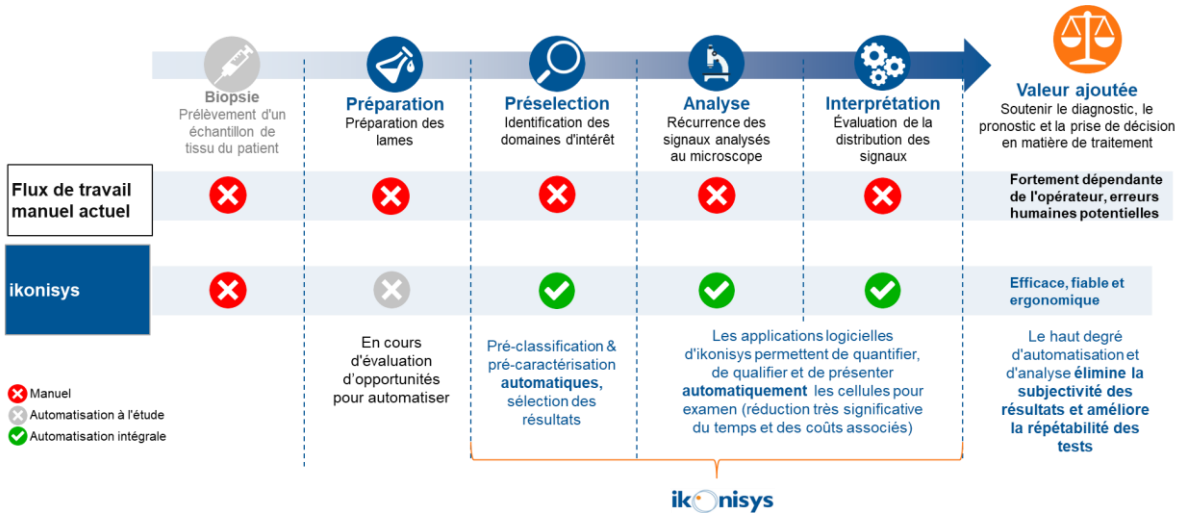 Biopsie
Prélèvement d'un
échantillon de
tissu du patient
Préparation
Préparation des
lames
Préselection
Identification des
domaines d'intérêt
Analyse
Récurrence des
signaux analysés
au microscope
Interprétation
Évaluation de la
distribution des
signaux
Valeur ajoutée
Soutenir le diagnostic, le
pronostic et la prise de décision
en matière de traitement
Flux de travail
manuel actuel
Fortement dépendante
de l'opérateur, erreurs
humaines potentielles
ikonisys
Efficace, fiable et
ergonomique
En cours
d'évaluation
d'opportunités
pour automatiser
Pré-classification &
pré-caractérisation
automatiques,
sélection des
résultats
Les applications logicielles
d'ikonisys permettent de quantifier,
de qualifier et de présenter
automatiquement les cellules pour
examen (réduction très significative
du temps et des coûts associés)
Le haut degré
d'automatisation et
d'analyse élimine la
subjectivité des
résultats et améliore
la répétabilité des
tests
Manuel
Automatisation à l'étude
Automatisation intégrale
ikonisys